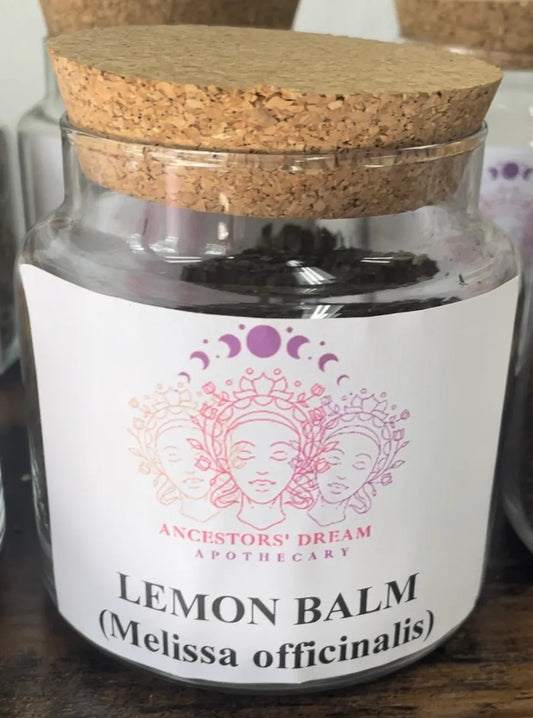 ANCESTORS' DREAM
APOTHECARY
LEMON BALM
(Melissa officinalis)